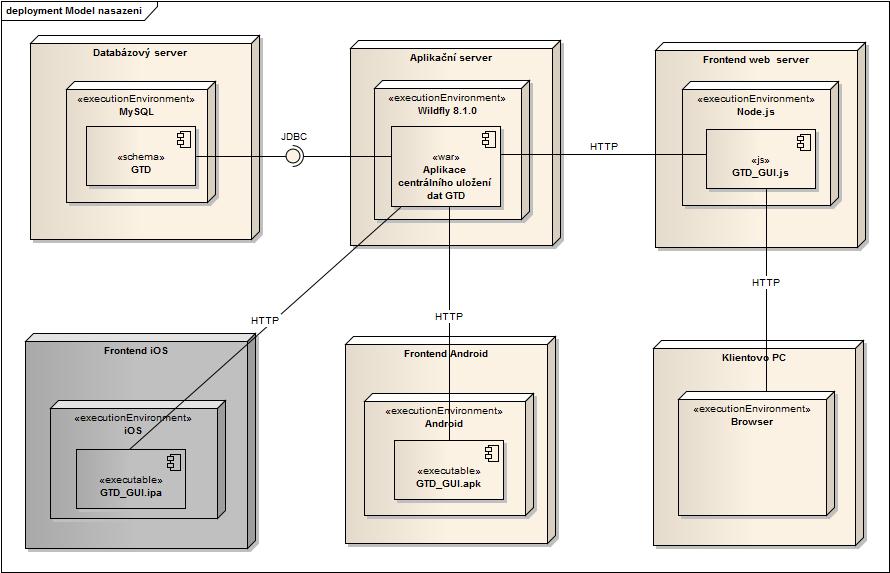 deployment Model nasazení
Databázový server
«executionEnvironment»
MySQL
«schema»
GTD
JDBC
Aplikační server
«executionEnvironment»
Wildfly 8.1.0
«war»
Aplikace
centrálního uložení
dat GTD
HTTP
Frontend web server
«executionEnvironment»
Node.js
«js»
GTD_GUI.js
HTTP
HTTP
HTTP
Frontend iOS
«executionEnvironment»
iOS
«executable»
GTD_GUI.ipa
Frontend Android
«executionEnvironment»
Android
«executable»
GTD_GUI.apk
Klientovo PC
«executionEnvironment»
Browser